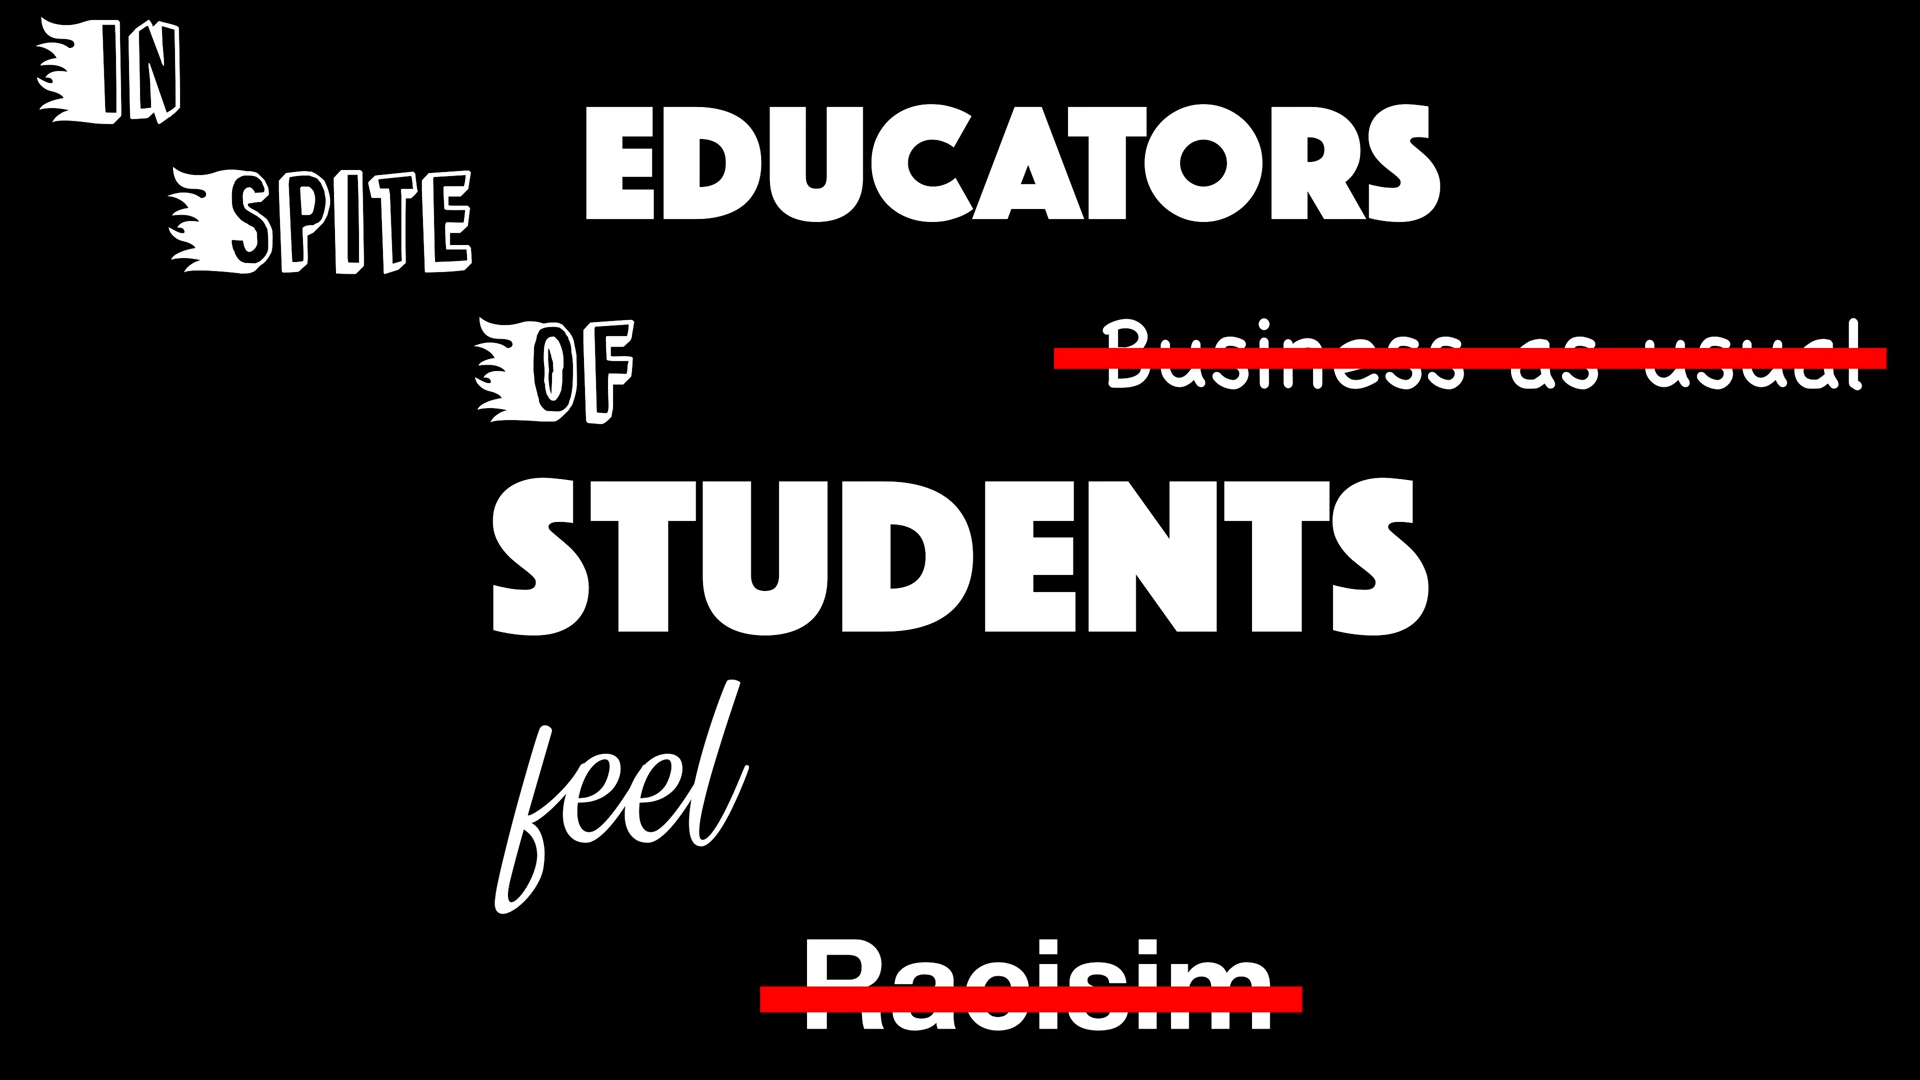 IN
EDUCATORS
SPITE
OF
Business as usual
STUDENTS
feel
Racisim